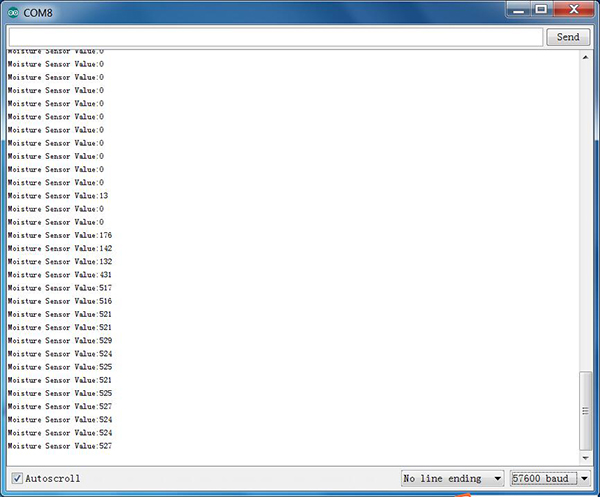 COM8
Send
Moisture Sensor Value:0
Moisture Sensor Value:0
Moisture Sensor Value:0
Moisture Sensor Value:0
Moisture Sensor Value:0
Moisture Sensor Value:0
Moisture Sensor Value:0
Moisture Sensor Value:0
Moisture Sensor Value:0
Moisture Sensor Value:0
Moisture Sensor Value:0
Moisture Sensor Value:13
Moisture Sensor Value:0
Moisture Sensor Value:0
Moisture Sensor Value:176
Moisture Sensor Value:142
Moisture Sensor Value:132
Moisture Sensor Value:431
Moisture Sensor Value:517
Moisture Sensor Value:516
Moisture Sensor Value:521
Moisture Sensor Value:521
Moisture Sensor Value:529
Moisture Sensor Value:524
Moisture Sensor Value:525
Moisture Sensor Value:521
Moisture Sensor Value:525
Moisture Sensor Value:527
Moisture Sensor Value:524
Moisture Sensor Value:524
Moisture Sensor Value:527
Autoscroll
No line ending
57600 baud